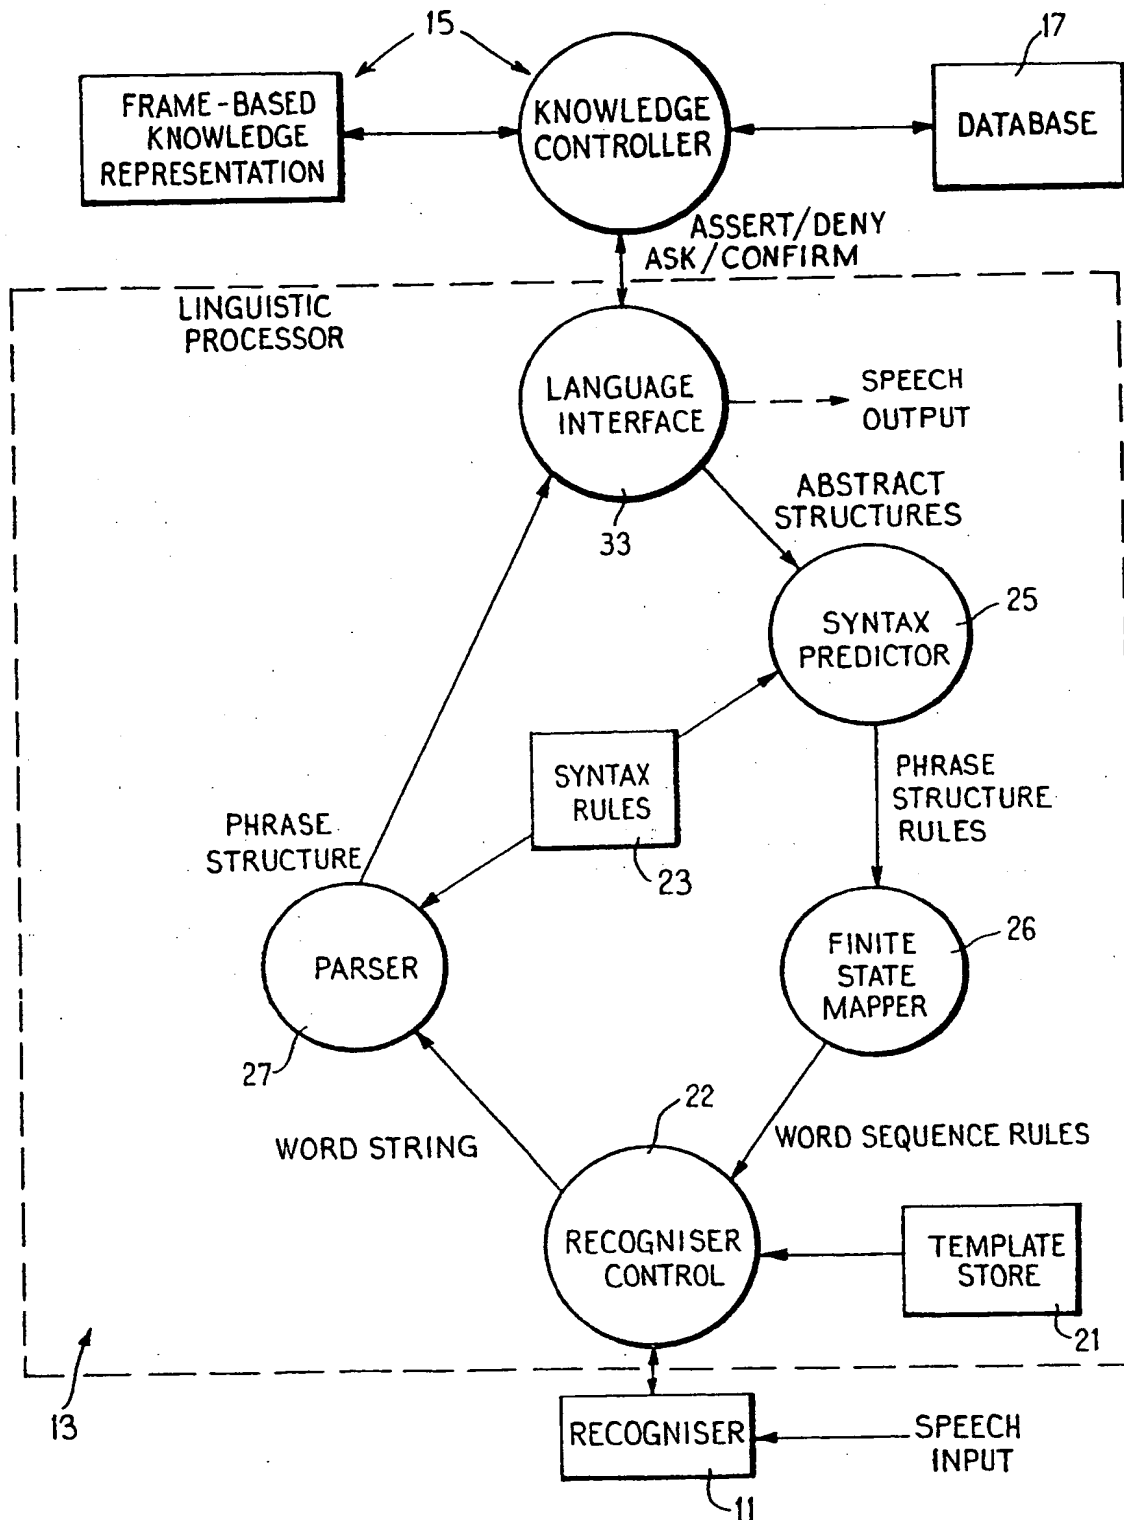 15
17
FRAME-BASED
KNOWLEDGE
REPRESENTATION
KNOWLEDGE
CONTROLLER
DATABASE
ASSERT/DENY
ASK/CONFIRM
LINGUISTIC
PROCESSOR
LANGUAGE
INTERFACE
SPEECH
OUTPUT
33
ABSTRACT
STRUCTURES
25
SYNTAX
PREDICTOR
SYNTAX
RULES
23
PHRASE
STRUCTURE
RULES
PHRASE
STRUCTURE
PARSER
27
FINITE
STATE
MAPPER
26
22
WORD STRING
WORD SEQUENCE RULES
RECOGNISER
CONTROL
TEMPLATE
STORE
21
13
RECOGNISER
11
SPEECH
INPUT